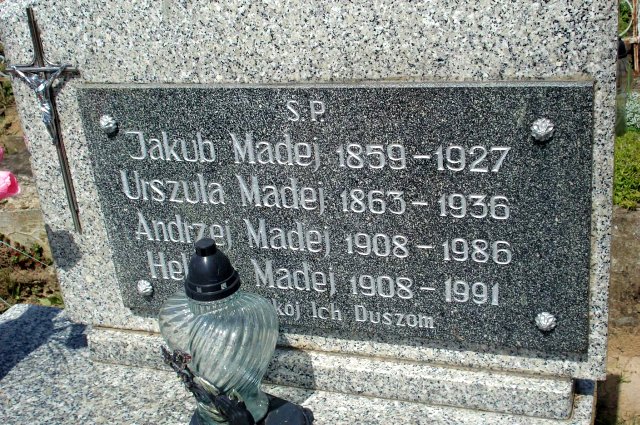 S.P.
Jakub Madej 1859-1927
Urszula Madej 1863-1936
Andrzej Madej 1908-1986
Madej 1908-1991
Ich Duszom